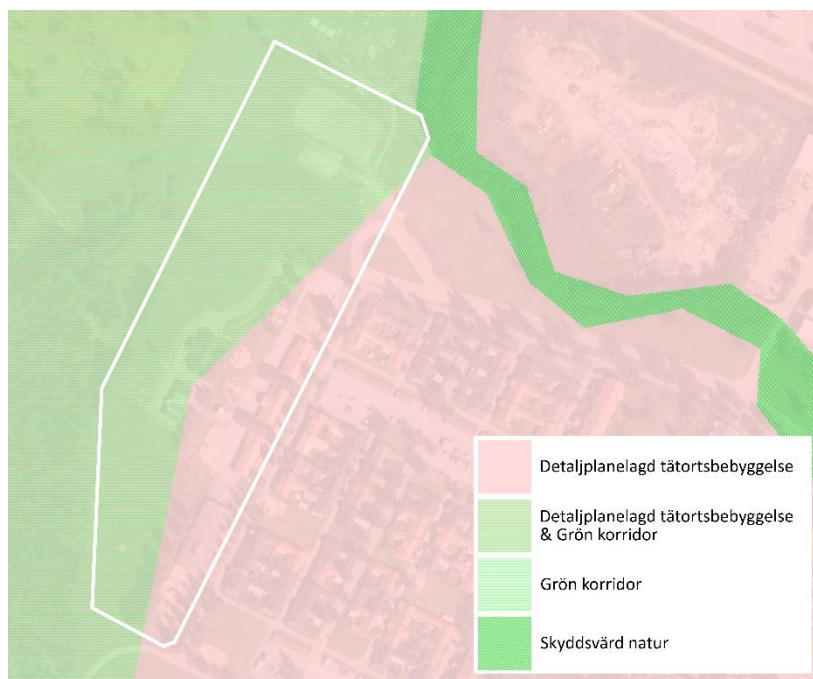 Detaljplanelagd tätortsbebyggelse
Detaljplanelagd tätortsbebyggelse
& Grön korridor
Grön korridor
Skyddsvärd natur